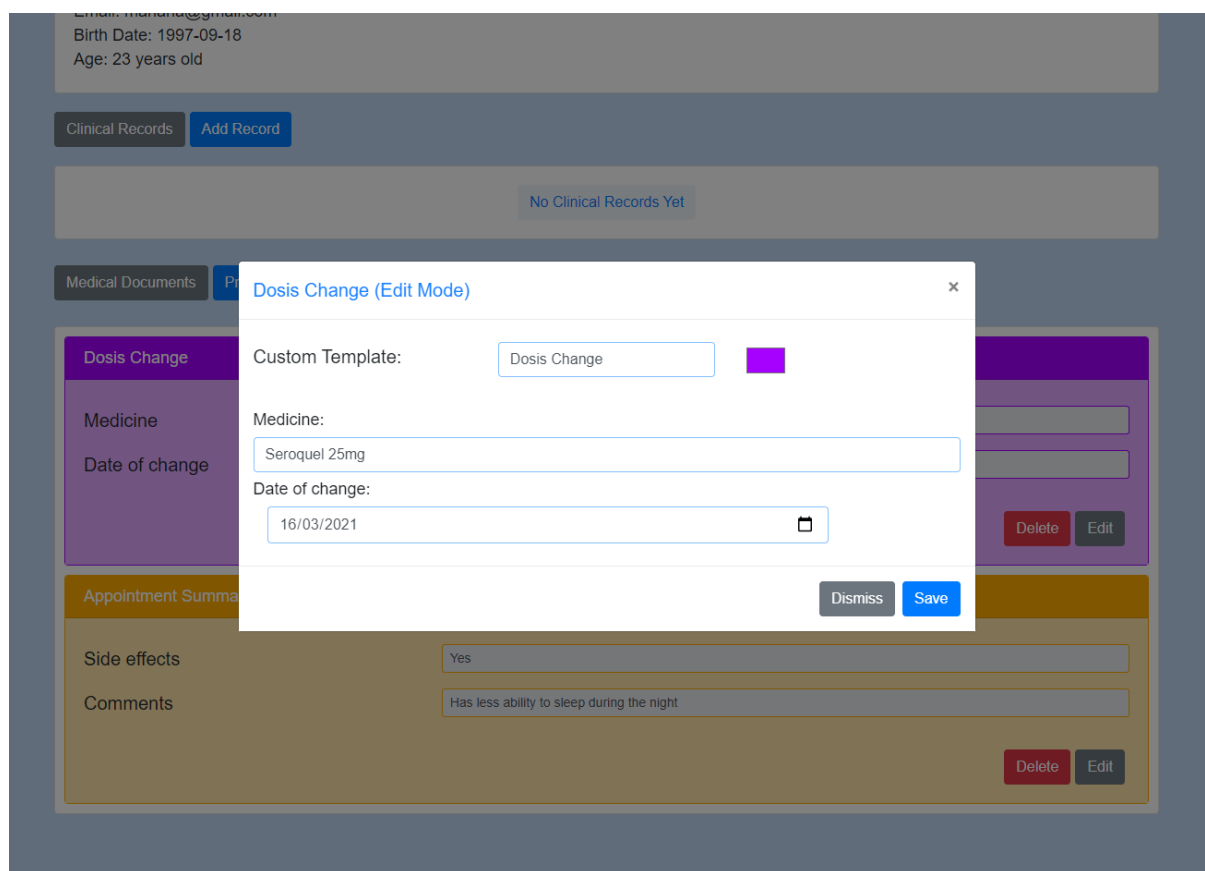 Birth Date: 1997-09-18
Age: 23 years old
Clinical Records Add Record
No Clinical Records Yet
Medical Documents
Dosis Change (Edit Mode) ×
Custom Template: Dosis Change
Medicine:
Seroquel 25mg
Date of change:
16/03/2021
Dismiss Save
Dosis Change
Medicine
Date of change
Delete Edit
Appointment Summa
Side effects Yes
Comments Has less ability to sleep during the night
Delete Edit